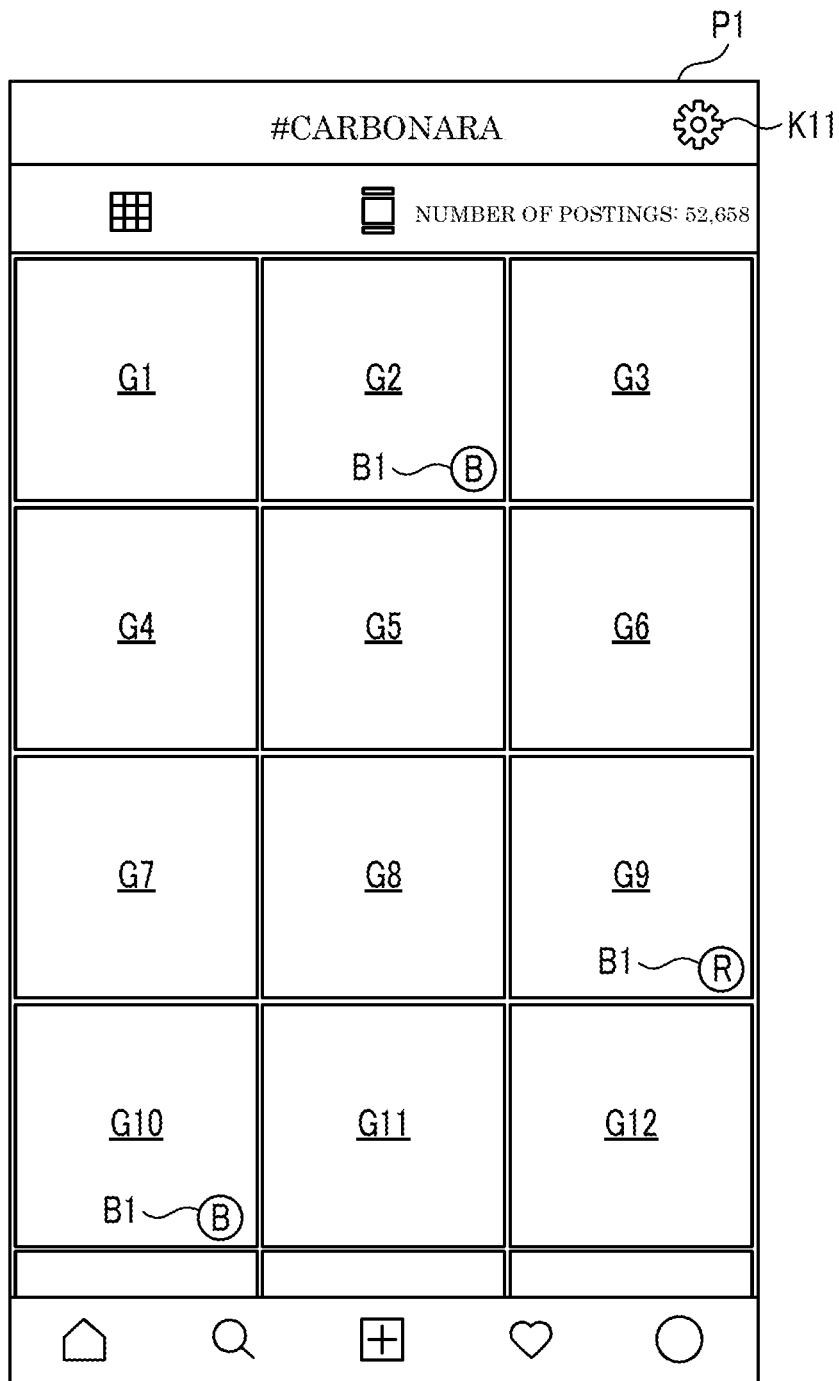 P1
#CARBONARA
K11
NUMBER OF POSTINGS: 52,658
G1
G2
G3
B1
B
G4
G5
G6
G7
G8
G9
B1
R
G10
G11
G12
B1
B